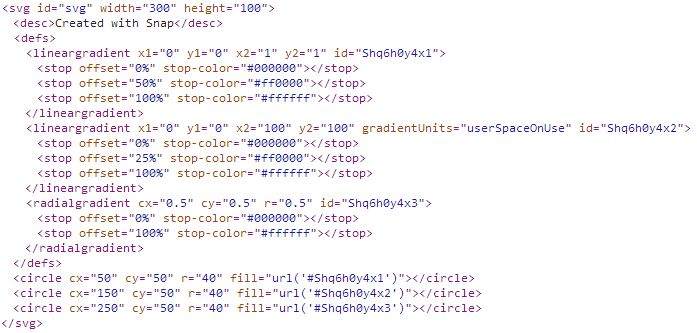 <svg id="svg" width="300" height="100">
<desc>Created with Snap</desc>
<defs>
<lineargradient x1="0" y1="0" x2="1" y2="1" id="Shq6h0y4x1">
<stop offset="0%" stop-color="#000000"></stop>
<stop offset="50%" stop-color="#ff0000"></stop>
<stop offset="100%" stop-color="#ffffff"></stop>
</lineargradient>
<lineargradient x1="0" y1="0" x2="100" y2="100" gradientUnits="userSpaceOnUse" id="Shq6h0y4x2">
<stop offset="0%" stop-color="#000000"></stop>
<stop offset="25%" stop-color="#ff0000"></stop>
<stop offset="100%" stop-color="#ffffff"></stop>
</lineargradient>
<radialgradient cx="0.5" cy="0.5" r="0.5" id="Shq6h0y4x3">
<stop offset="0%" stop-color="#000000"></stop>
<stop offset="100%" stop-color="#ffffff"></stop>
</radialgradient>
</defs>
<circle cx="50" cy="50" r="40" fill="url('#Shq6h0y4x1')"></circle>
<circle cx="150" cy="50" r="40" fill="url('#Shq6h0y4x2')"></circle>
<circle cx="250" cy="50" r="40" fill="url('#Shq6h0y4x3')"></circle>
</svg>